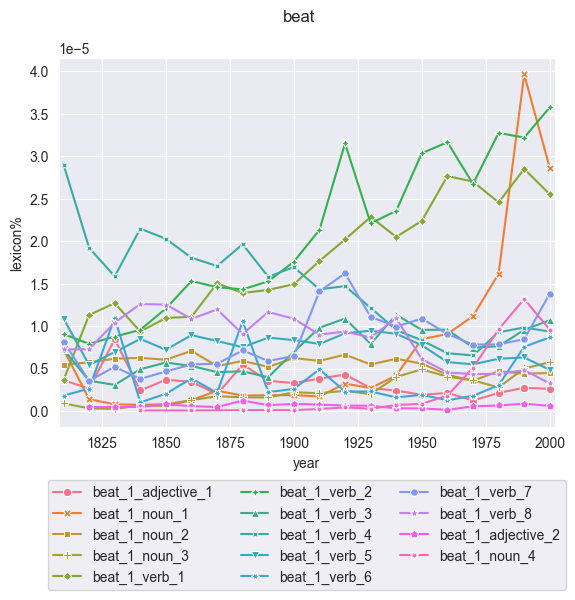 beat
1e−5
4.0
3.5
3.0
2.5
2.0
1.5
1.0
0.5
0.0
lexicon%
1825 1850 1875 1900 1925 1950 1975 2000
year
beat_1_adjective_1 beat_1_verb_2 beat_1_verb_7
beat_1_noun_1 beat_1_verb_3 beat_1_verb_8
beat_1_noun_2 beat_1_verb_4 beat_1_adjective_2
beat_1_noun_3 beat_1_verb_5 beat_1_noun_4
beat_1_verb_1 beat_1_verb_6